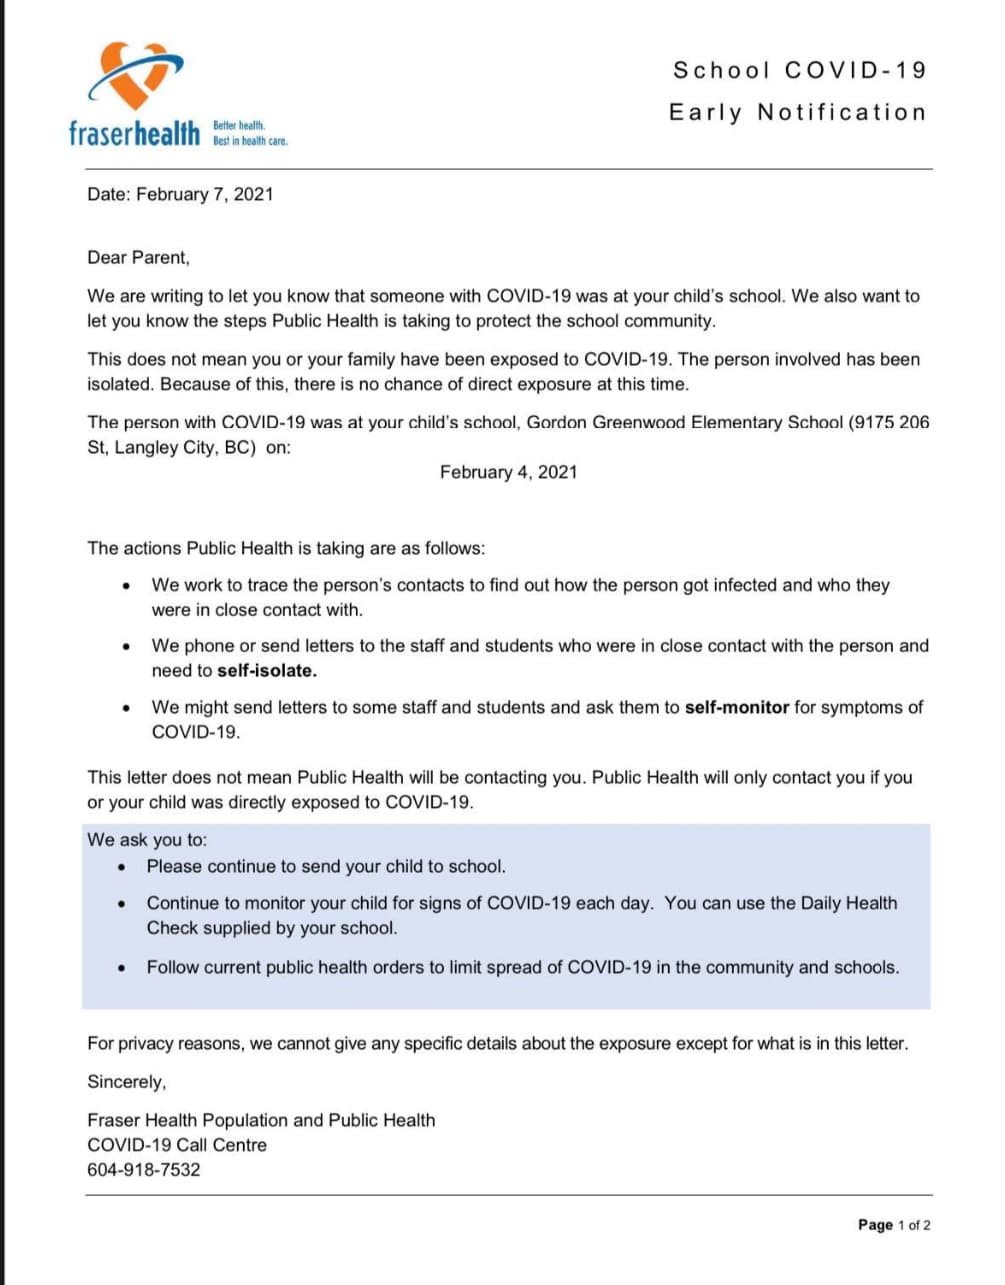 fraserhealth
Better health.
Best in health care.
School COVID-19
Early Notification
Date: February 7, 2021
Dear Parent,
We are writing to let you know that someone with COVID-19 was at your child's school. We also want to
let you know the steps Public Health is taking to protect the school community.
This does not mean you or your family have been exposed to COVID-19. The person involved has been
isolated. Because of this, there is no chance of direct exposure at this time.
The person with COVID-19 was at your child's school, Gordon Greenwood Elementary School (9175 206
St, Langley City, BC) on:
February 4, 2021
The actions Public Health is taking are as follows:
• We work to trace the person's contacts to find out how the person got infected and who they
were in close contact with.
• We phone or send letters to the staff and students who were in close contact with the person and
need to self-isolate.
• We might send letters to some staff and students and ask them to self-monitor for symptoms of
COVID-19.
This letter does not mean Public Health will be contacting you. Public Health will only contact you if you
or your child was directly exposed to COVID-19.
We ask you to:
• Please continue to send your child to school.
• Continue to monitor your child for signs of COVID-19 each day. You can use the Daily Health
Check supplied by your school.
• Follow current public health orders to limit spread of COVID-19 in the community and schools.
For privacy reasons, we cannot give any specific details about the exposure except for what is in this letter.
Sincerely,
Fraser Health Population and Public Health
COVID-19 Call Centre
604-918-7532
Page 1 of 2